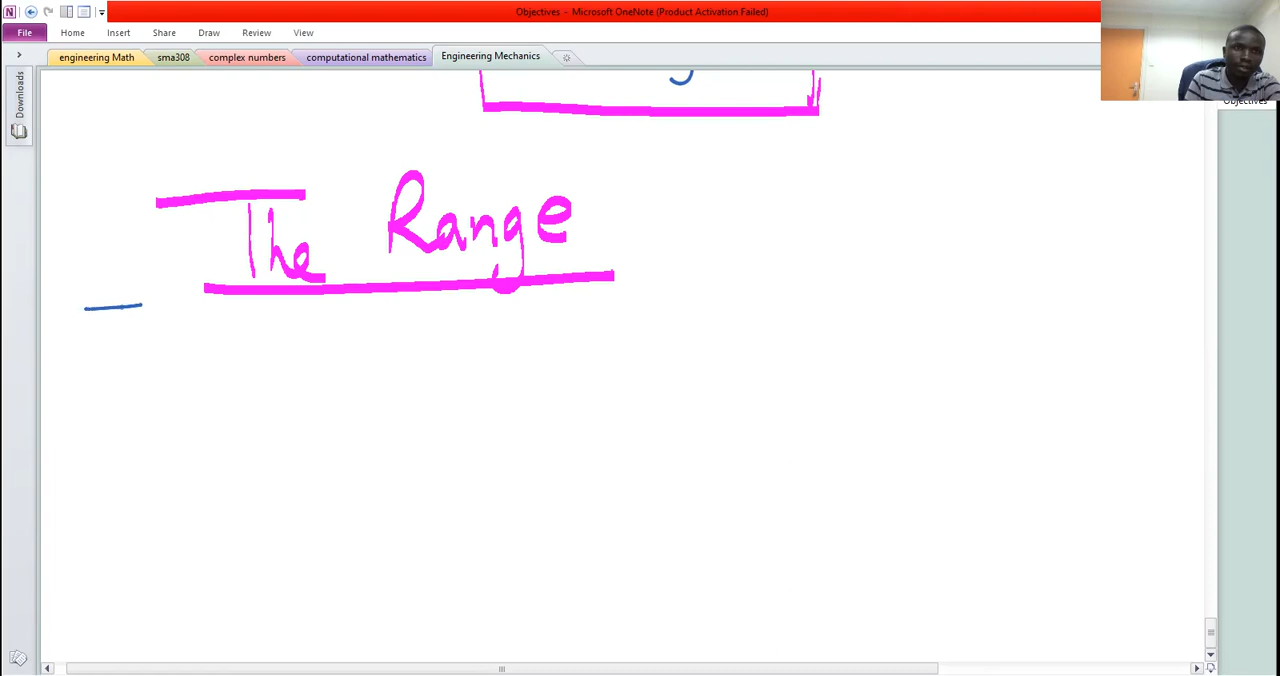 Objectives - Microsoft OneNote (Product Activation Failed)
File Home Insert Share Draw Review View
engineering Math sma308 complex numbers computational mathematics Engineering Mechanics
Downloads
Objectives
The Range